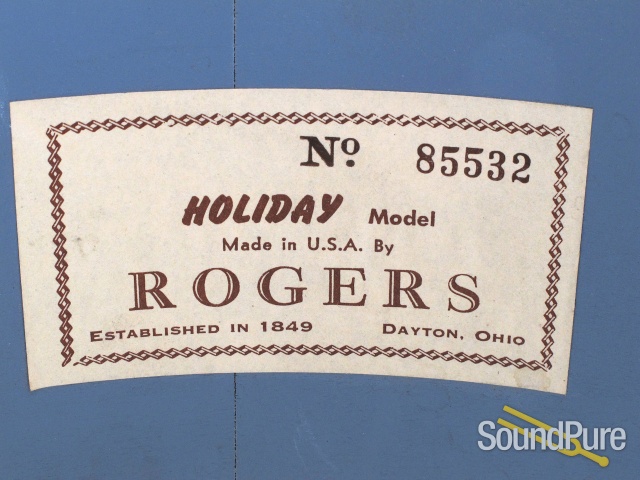 Nº 85532
HOLIDAY Model
Made in U.S.A. By
ROGERS
ESTABLISHED IN 1849 DAYTON, OHIO
SoundPure